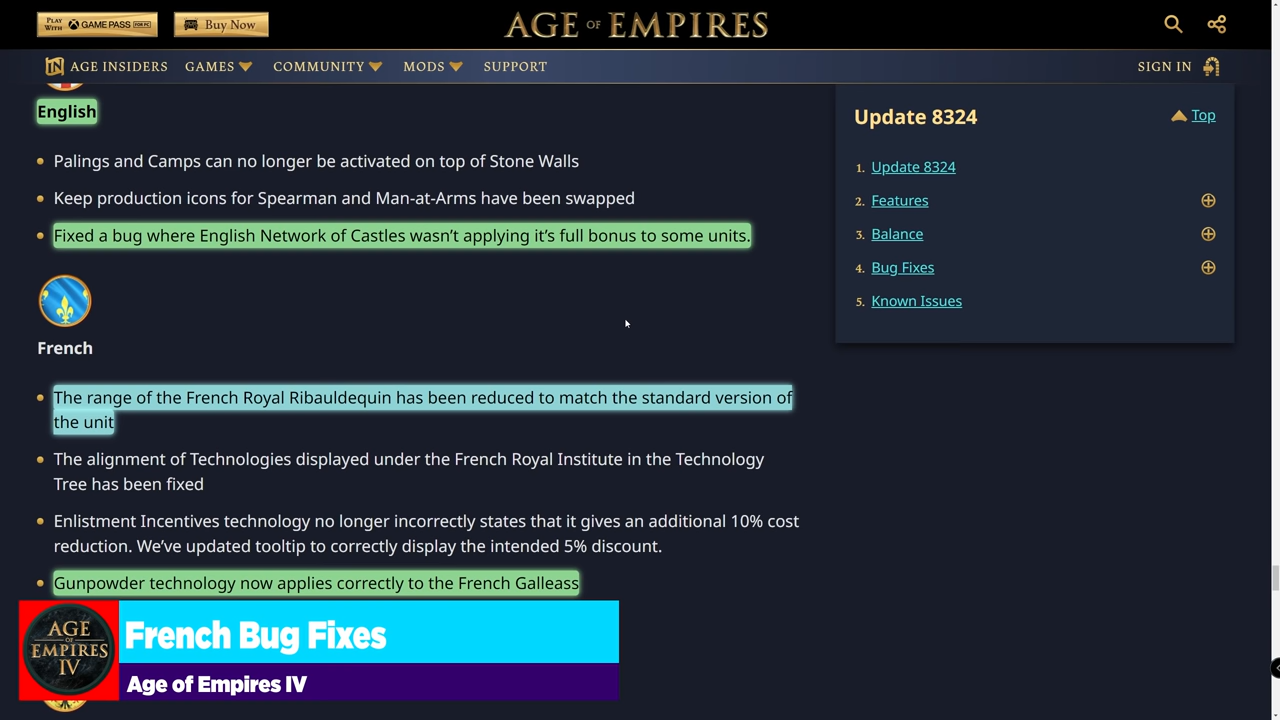 PLAY WITH XBOX GAME PASS FOR PC
Buy Now
AGE OF EMPIRES
AGE INSIDERS
GAMES
COMMUNITY
MODS
SUPPORT
SIGN IN
English
Palings and Camps can no longer be activated on top of Stone Walls
Keep production icons for Spearman and Man-at-Arms have been swapped
Fixed a bug where English Network of Castles wasn’t applying it’s full bonus to some units.
French
The range of the French Royal Ribauldequin has been reduced to match the standard version of
the unit
The alignment of Technologies displayed under the French Royal Institute in the Technology
Tree has been fixed
Enlistment Incentives technology no longer incorrectly states that it gives an additional 10% cost
reduction. We’ve updated tooltip to correctly display the intended 5% discount.
Gunpowder technology now applies correctly to the French Galleass
Update 8324
Top
1. Update 8324
2. Features
3. Balance
4. Bug Fixes
5. Known Issues
AGE
OF
EMPIRES
IV
French Bug Fixes
Age of Empires IV